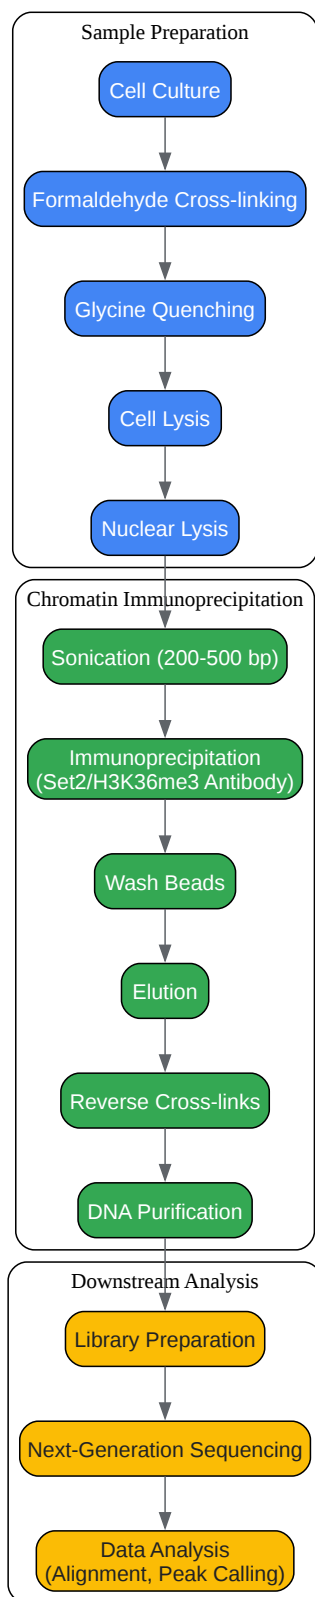 Sample Preparation
Cell Culture
Formaldehyde Cross-linking
Glycine Quenching
Cell Lysis
Nuclear Lysis
Chromatin Immunoprecipitation
Sonication (200-500 bp)
Immunoprecipitation
(Set2/H3K36me3 Antibody)
Wash Beads
Elution
Reverse Cross-links
DNA Purification
Downstream Analysis
Library Preparation
Next-Generation Sequencing
Data Analysis
(Alignment, Peak Calling)